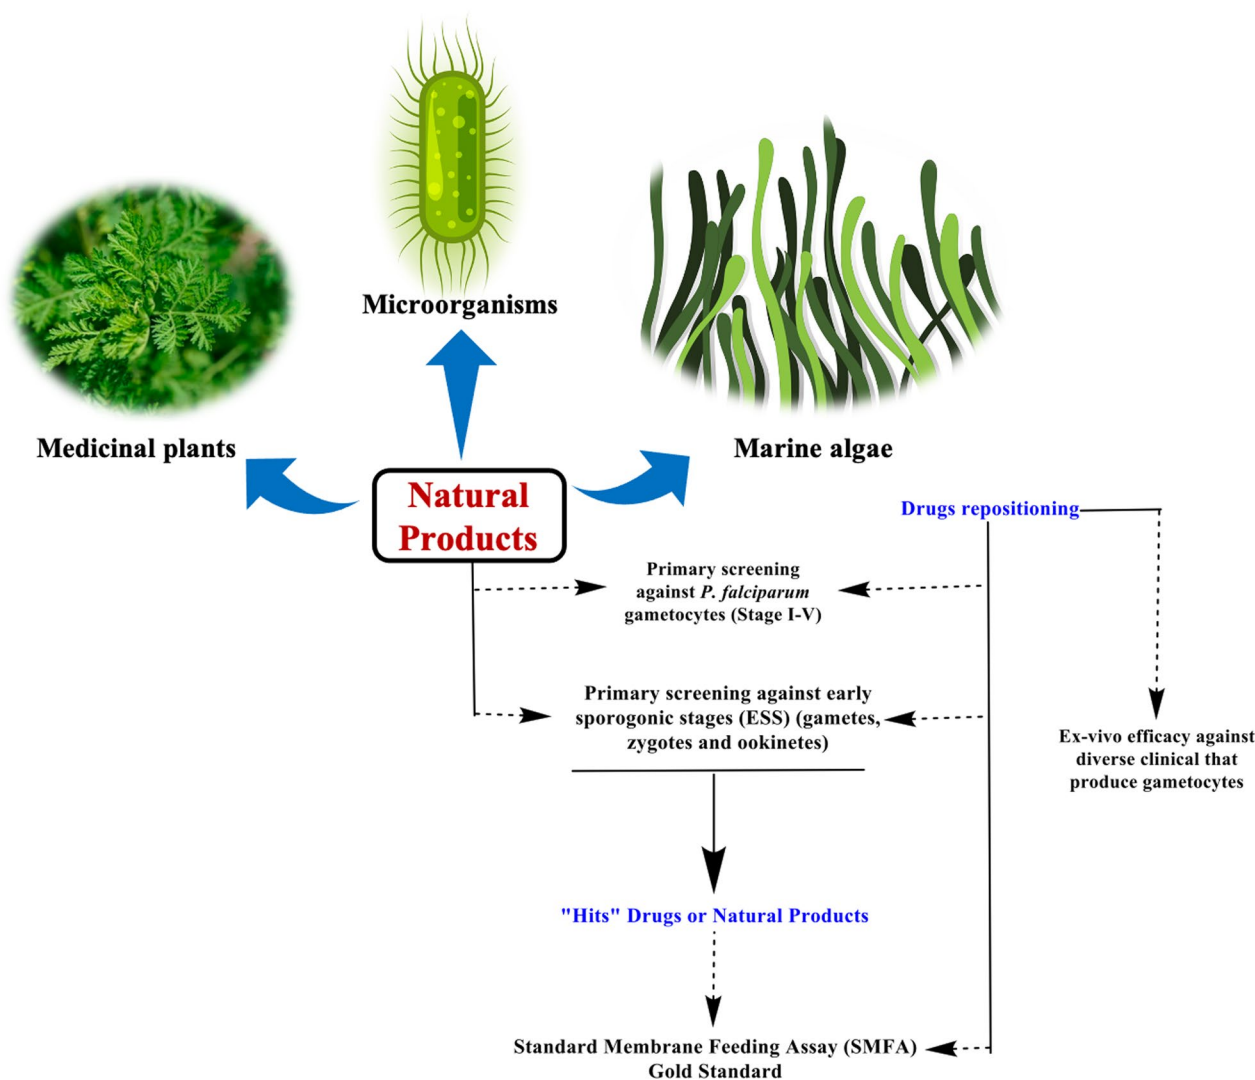 Microorganisms
Medicinal plants
Marine algae
Natural
Products
Drugs repositioning
Primary screening
against P. falciparum
gametocytes (Stage I-V)
Primary screening against early
sporogonic stages (ESS) (gametes,
zygotes and ookinetes)
Ex-vivo efficacy against
diverse clinical that
produce gametocytes
"Hits" Drugs or Natural Products
Standard Membrane Feeding Assay (SMFA)
Gold Standard